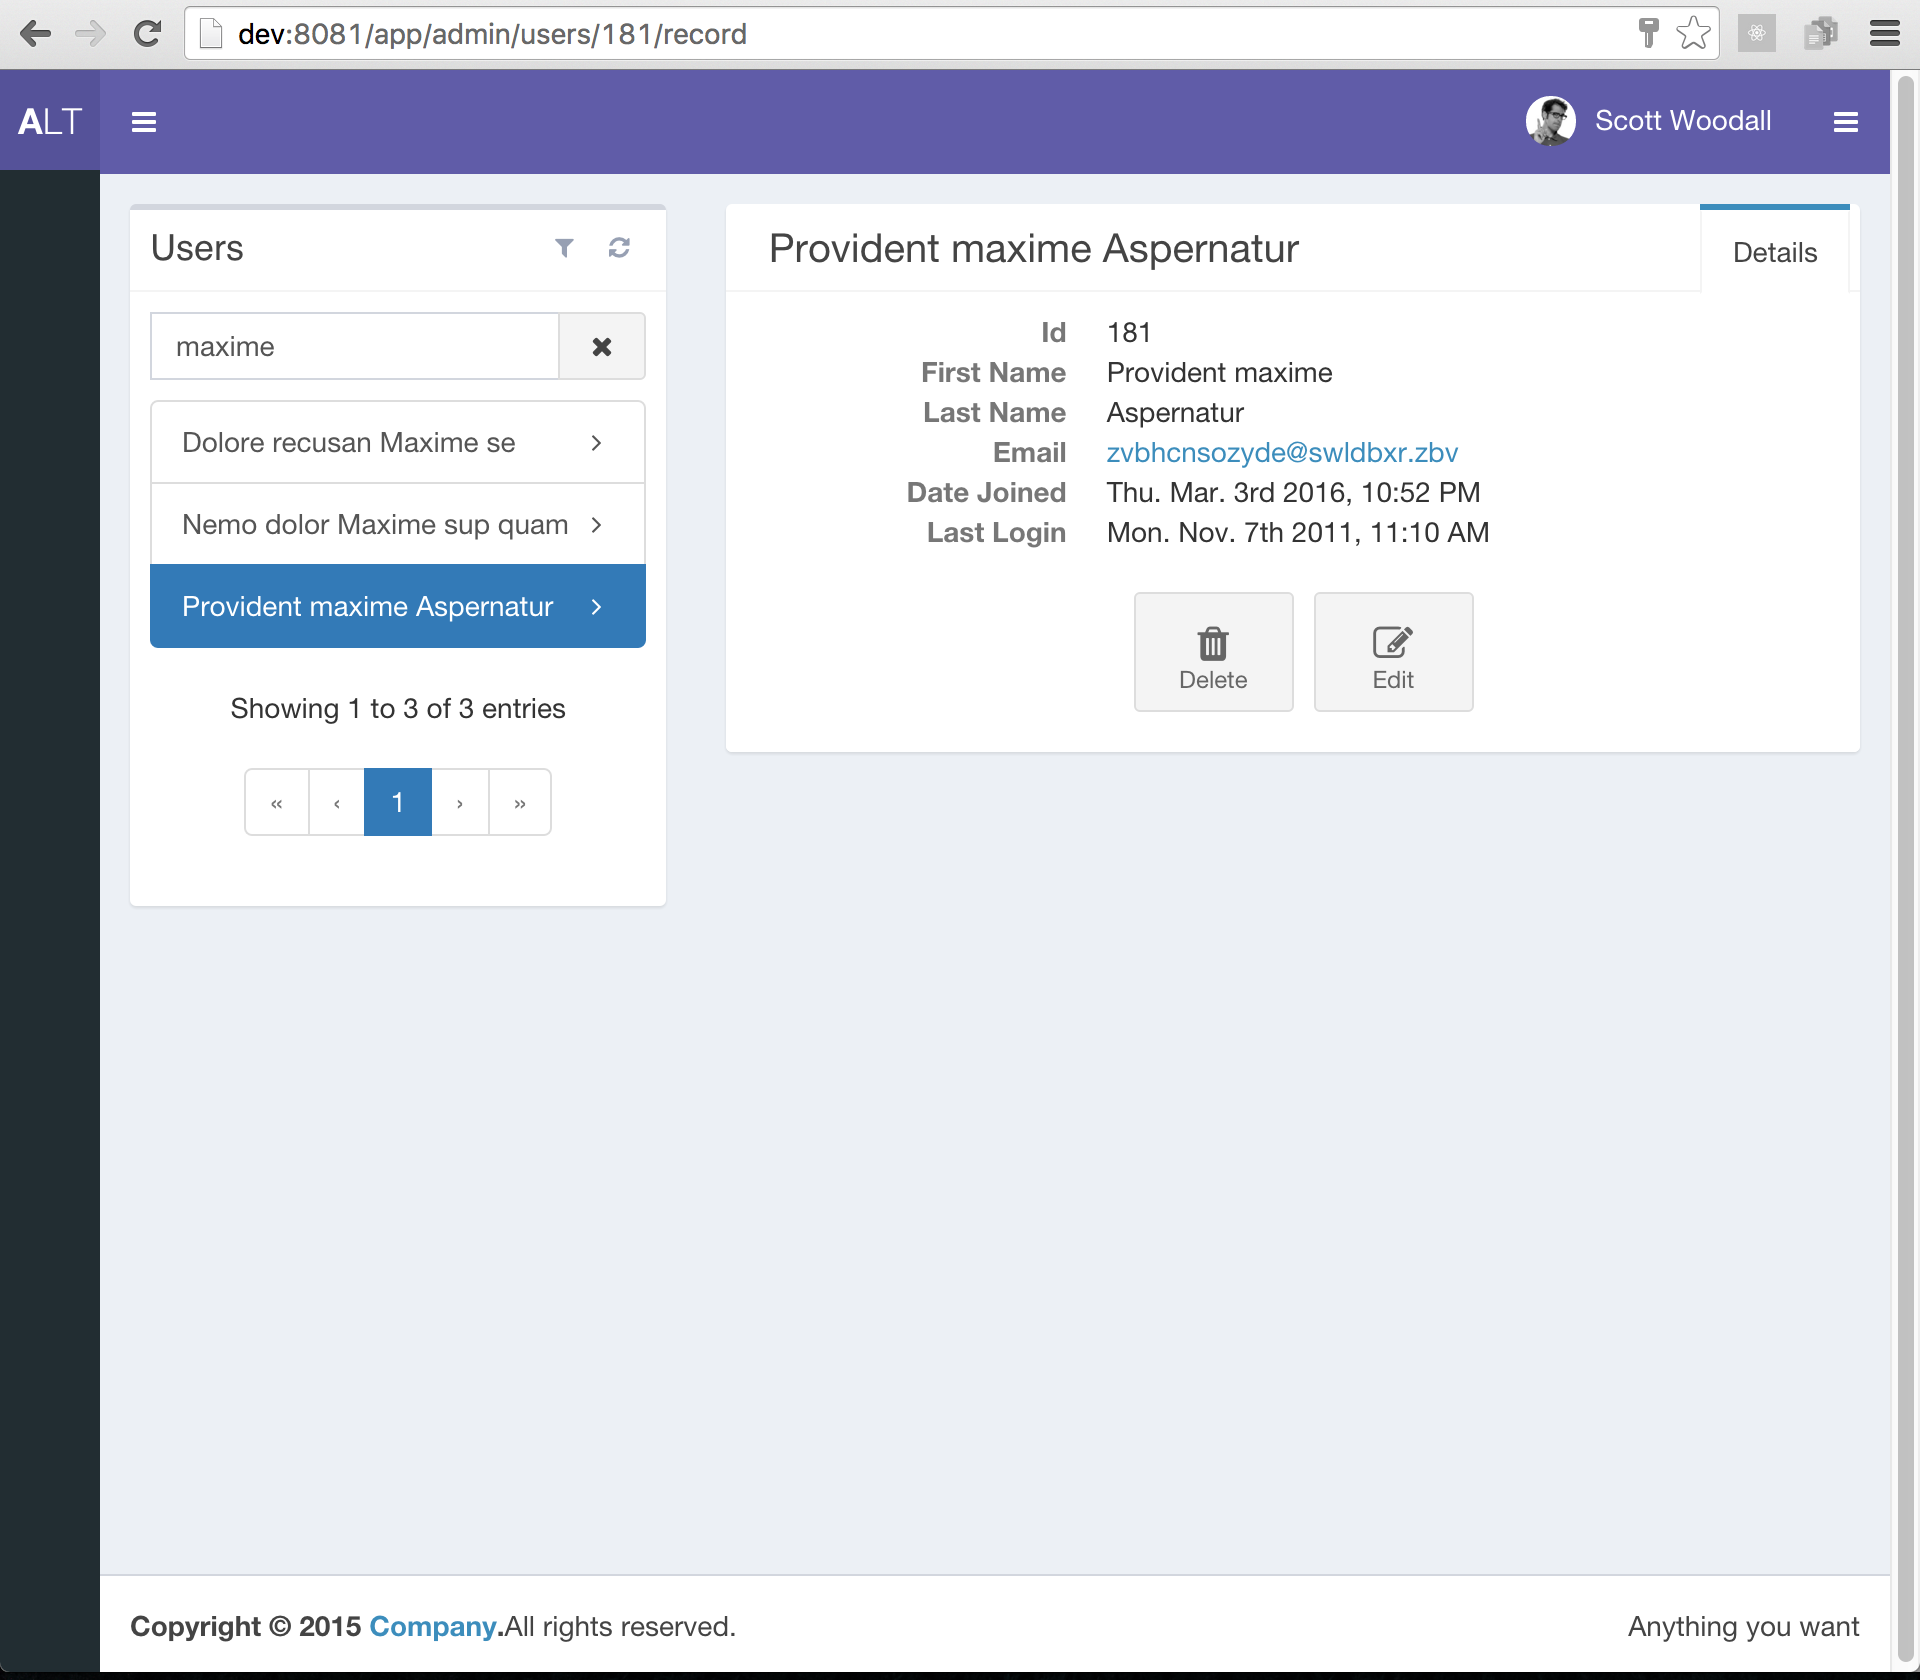 dev:8081/app/admin/users/181/record
ALT
Scott Woodall
Users
maxime
Dolore recusan Maxime se
Nemo dolor Maxime sup quam
Provident maxime Aspernatur
Showing 1 to 3 of 3 entries
« ‹ 1 › »
Provident maxime Aspernatur
Details
Id 181
First Name Provident maxime
Last Name Aspernatur
Email zvbhcnsozyde@swldbxr.zbv
Date Joined Thu. Mar. 3rd 2016, 10:52 PM
Last Login Mon. Nov. 7th 2011, 11:10 AM
Delete
Edit
Copyright © 2015 Company.All rights reserved.
Anything you want